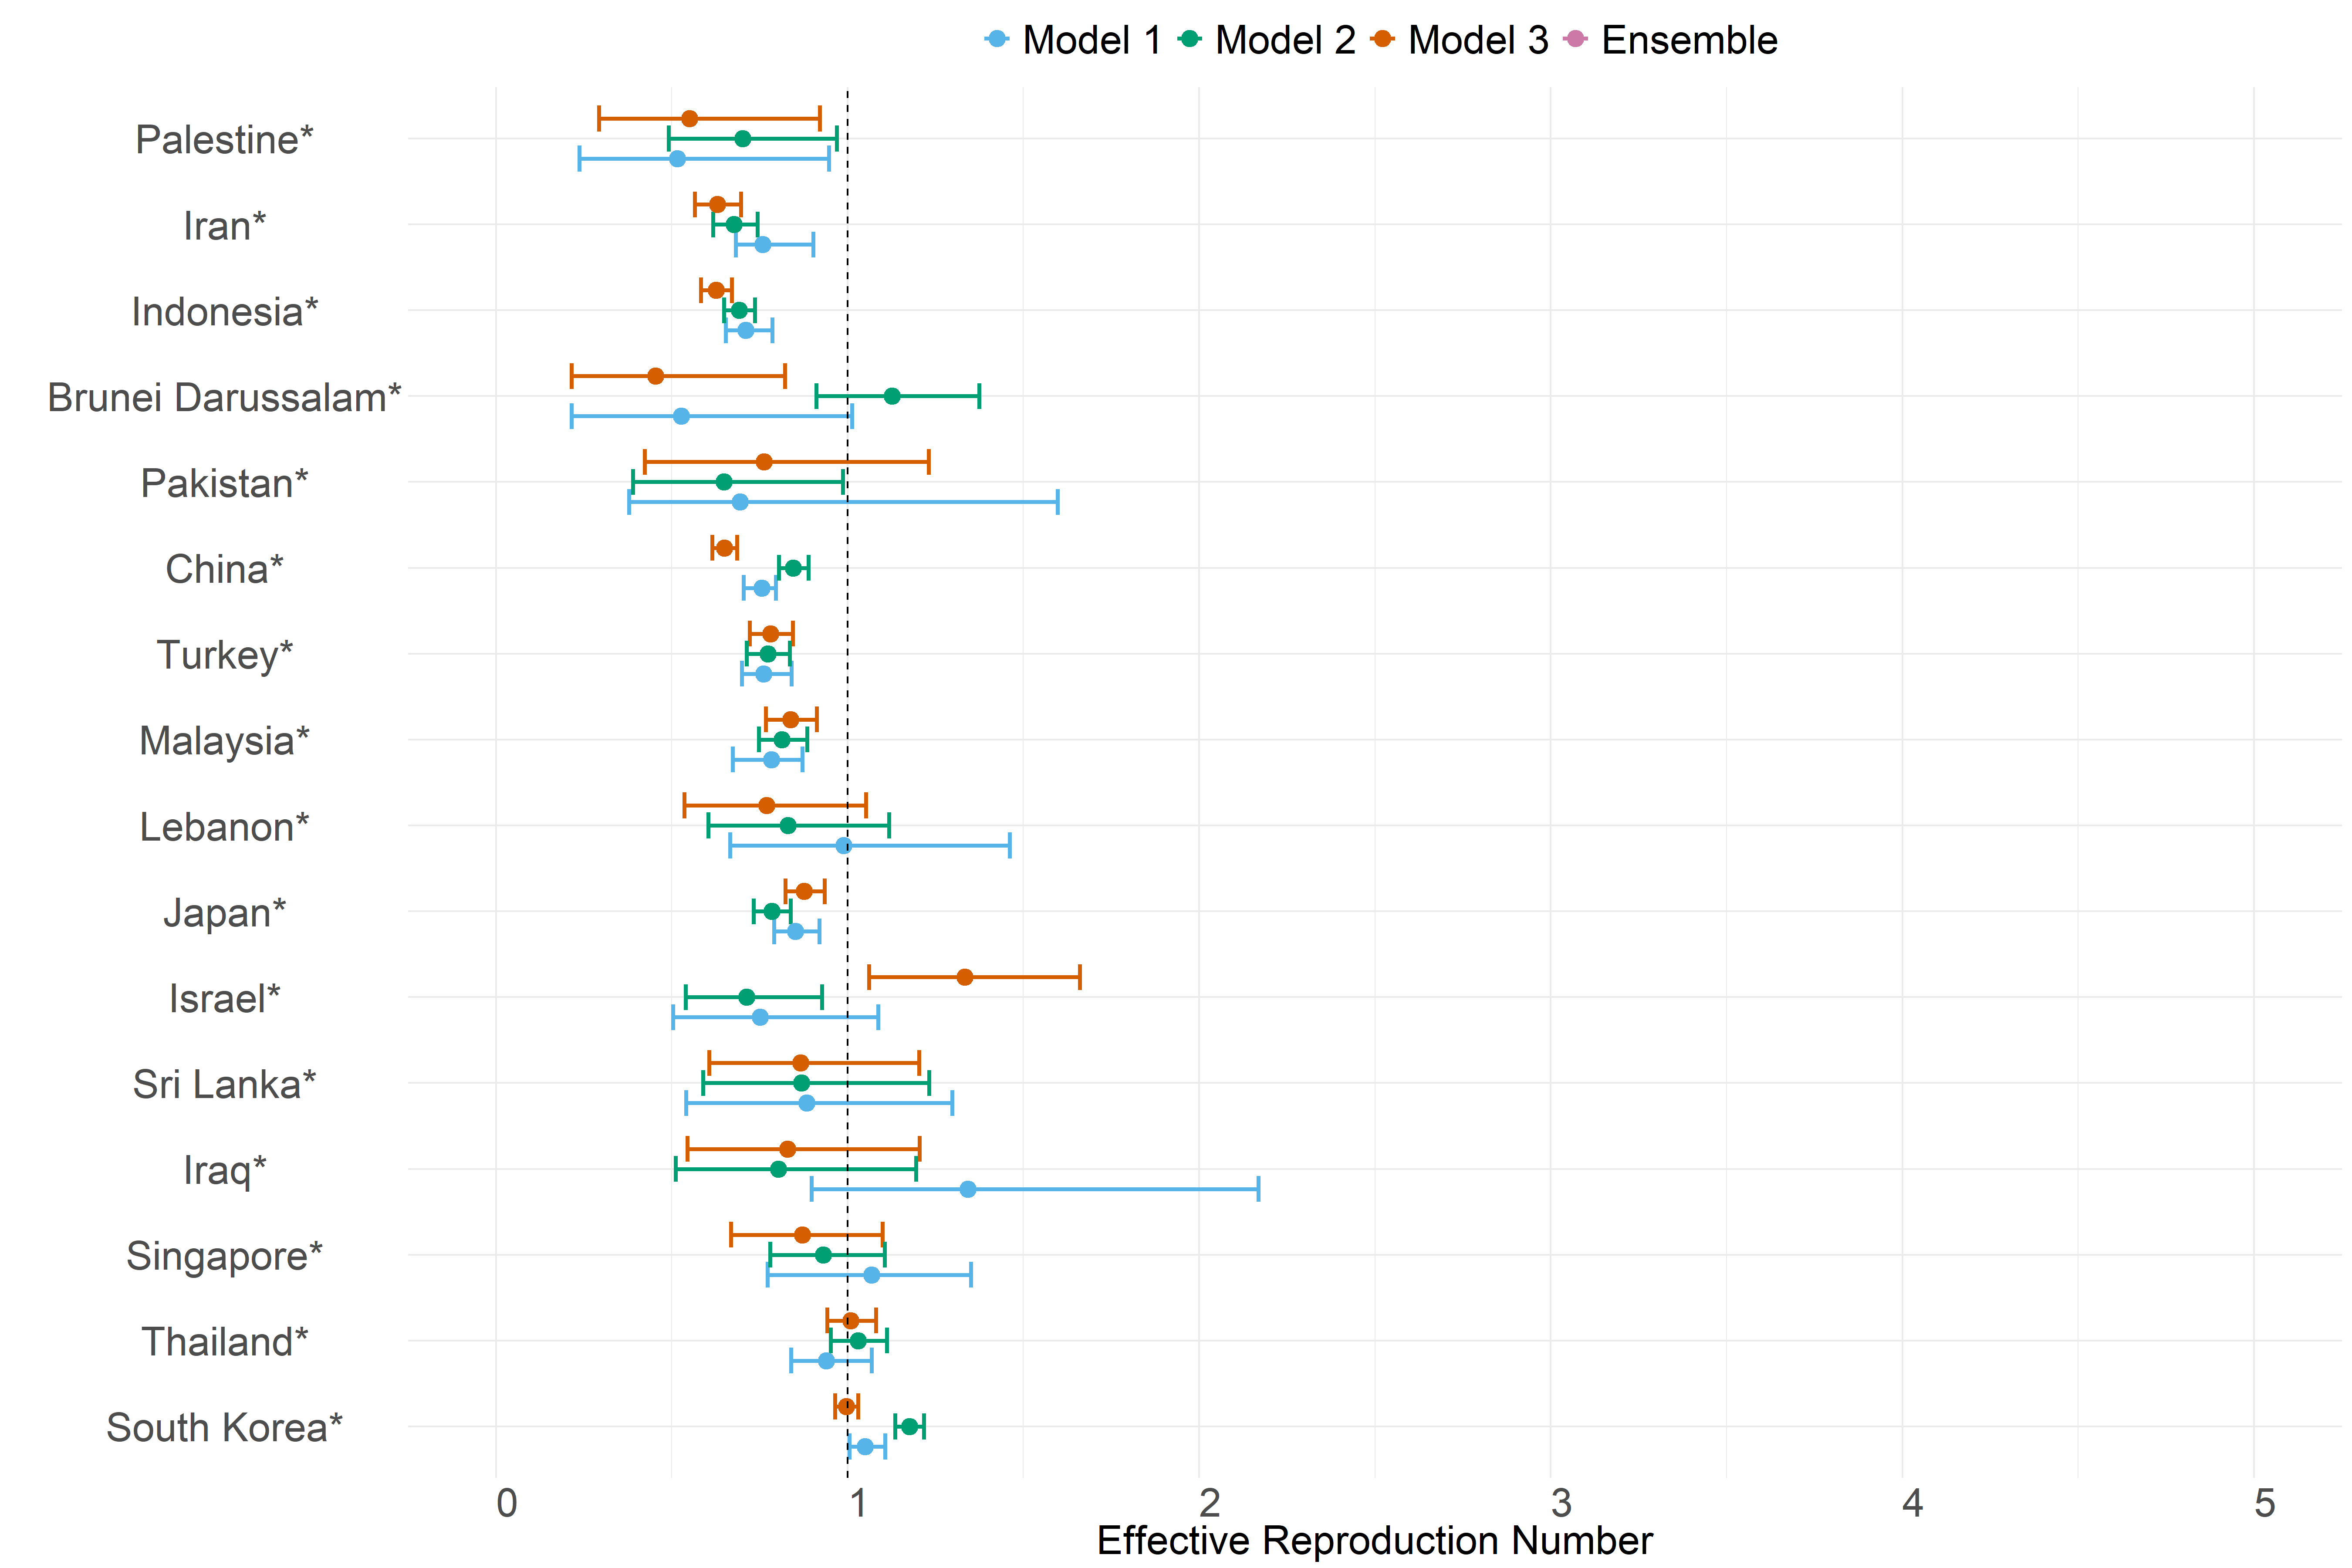 Model 1 Model 2 Model 3 Ensemble
Palestine*
Iran*
Indonesia*
Brunei Darussalam*
Pakistan*
China*
Turkey*
Malaysia*
Lebanon*
Japan*
Israel*
Sri Lanka*
Iraq*
Singapore*
Thailand*
South Korea*
0 1 2 3 4 5
Effective Reproduction Number